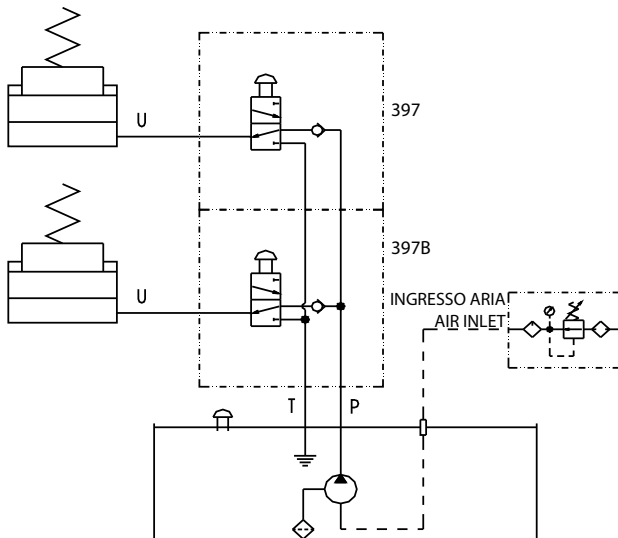 U
397
U
397B
INGRESSO ARIA
AIR INLET
T
P